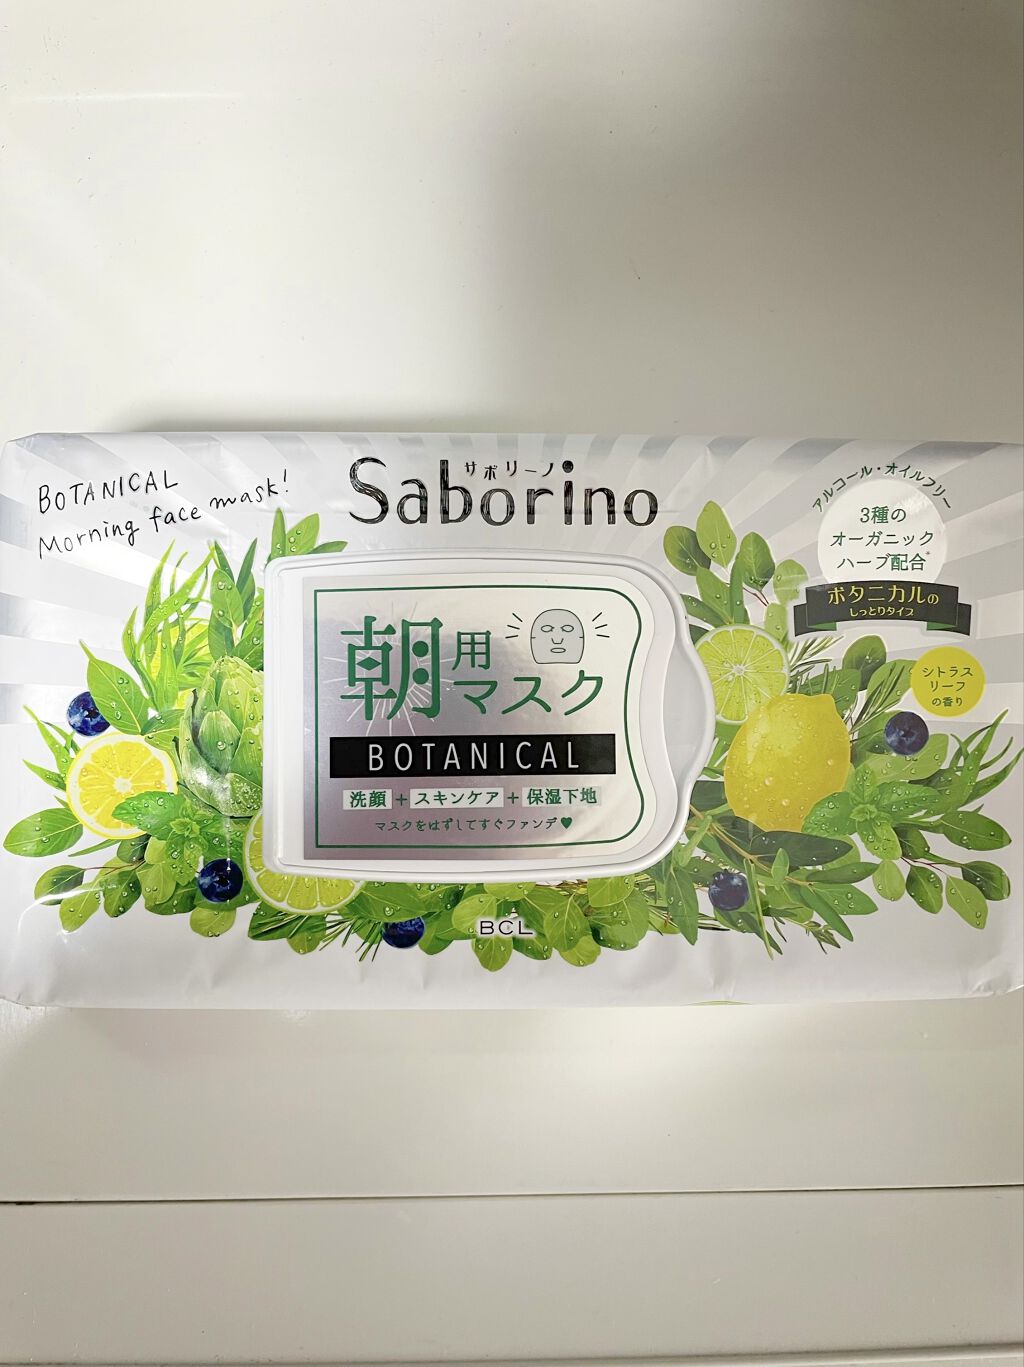 BOTANICAL
Morning face mask!
サボリーノ
Saborino
アルコール・オイルフリー
3種の
オーガニック
ハーブ配合*
ボタニカルの
しっとりタイプ
シトラス
リーフ
の香り
朝用
マスク
BOTANICAL
洗顔+スキンケア+保湿下地
マスクをはずしてすぐファンデ♥
BCL